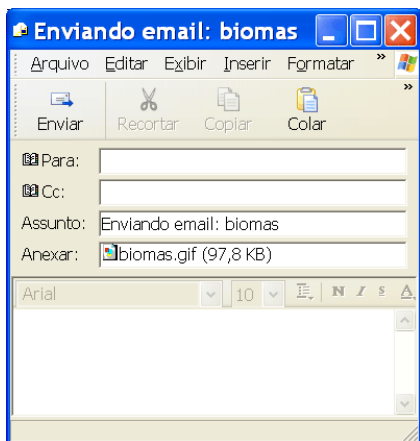 Enviando email: biomas
Arquivo Editar Exibir Inserir Formatar »
Enviar Recortar Copiar Colar »
Para:
Cc:
Assunto: Enviando email: biomas
Anexar: biomas.gif (97,8 KB)
Arial 10 N I S A